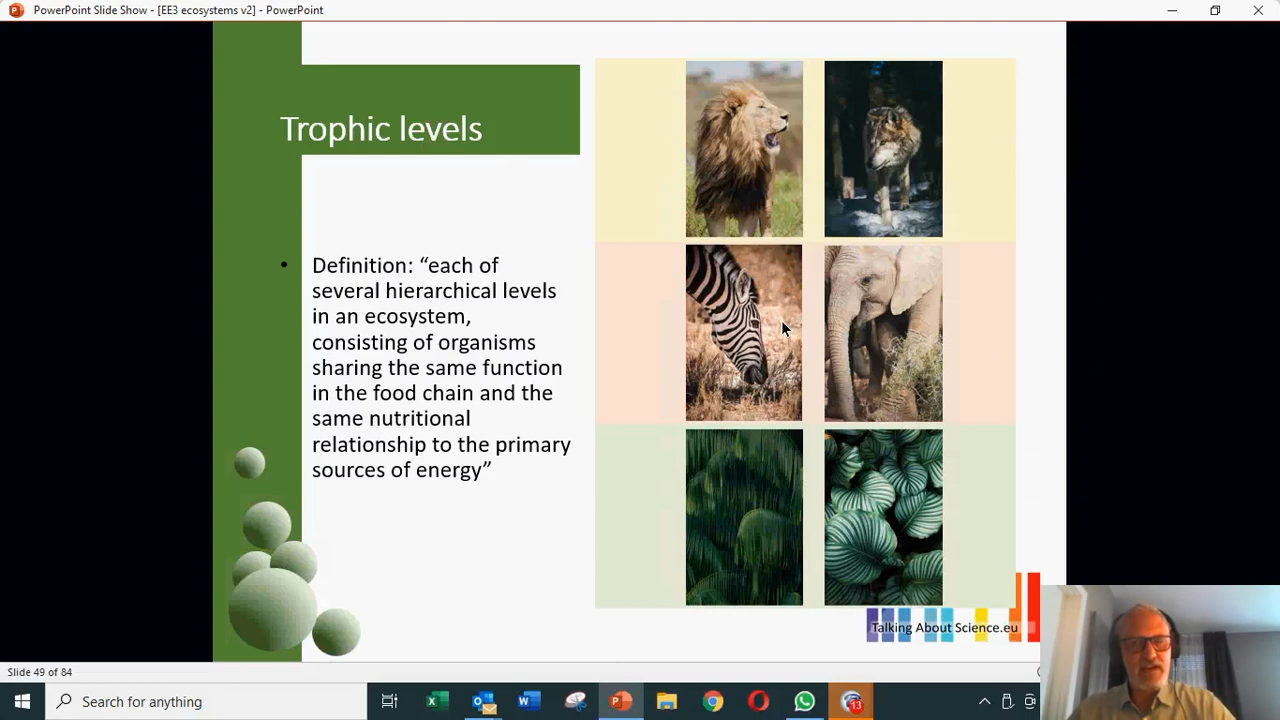 PowerPoint Slide Show - [EE3 ecosystems v2] - PowerPoint
Trophic levels
• Definition: “each of
several hierarchical levels
in an ecosystem,
consisting of organisms
sharing the same function
in the food chain and the
same nutritional
relationship to the primary
sources of energy”
Talking About Science.eu
Slide 49 of 84
Search for anything
13